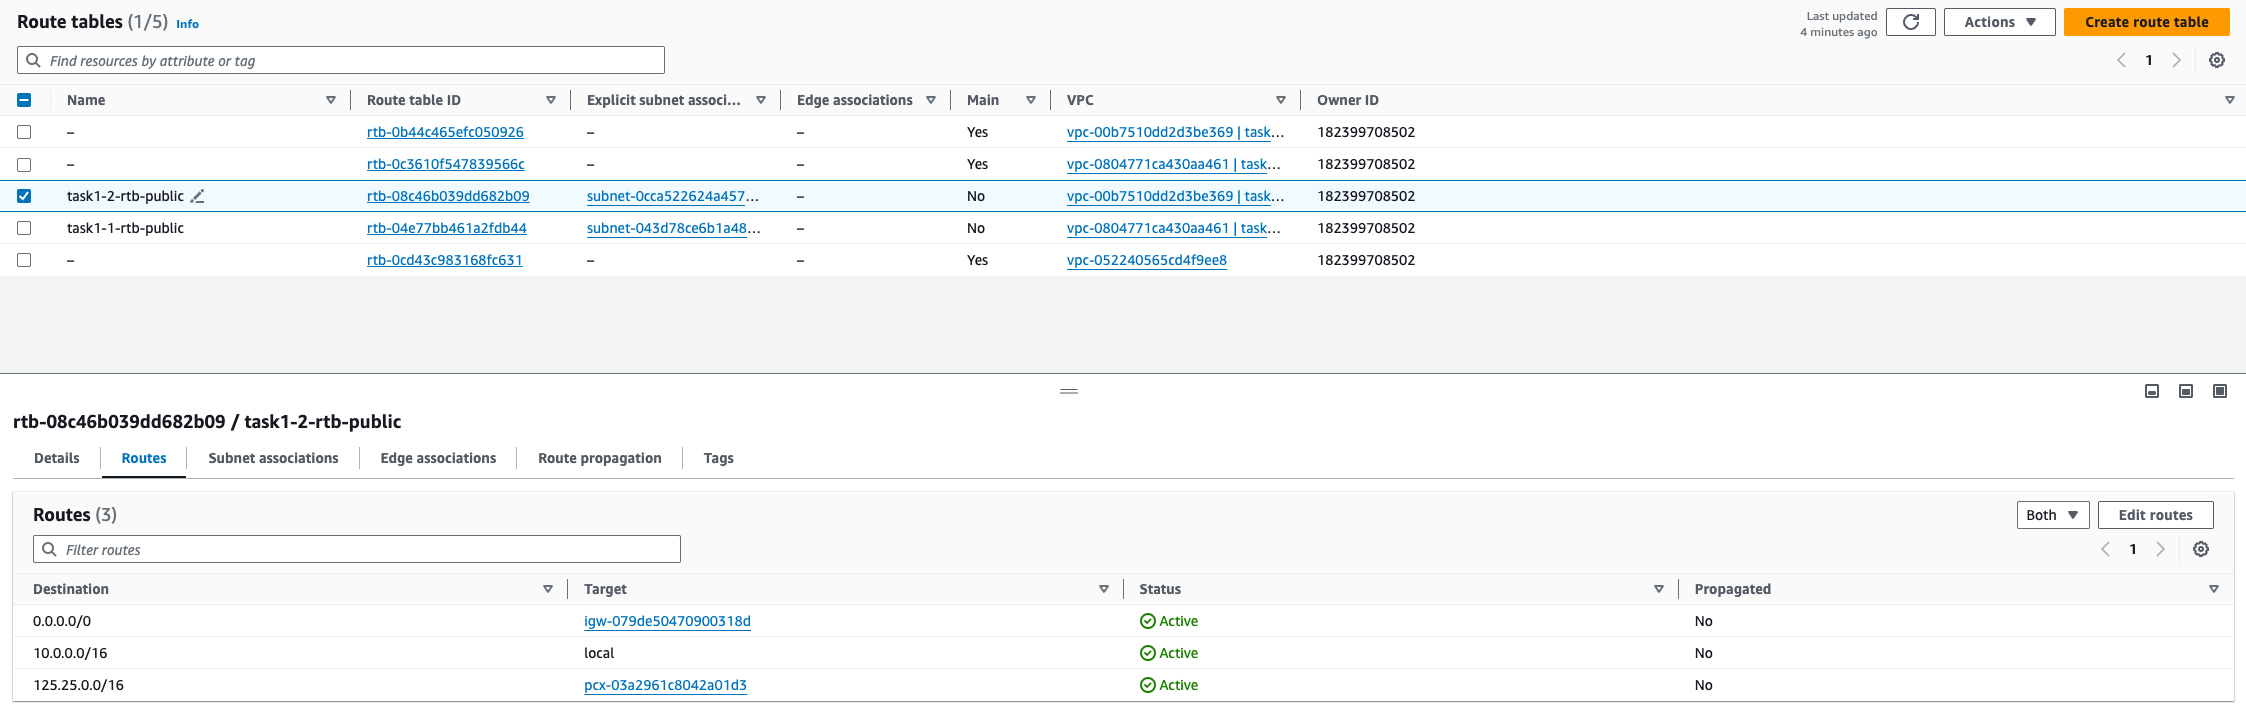 Route tables (1/5) Info
Last updated
4 minutes ago
Actions
Create route table
Find resources by attribute or tag
1
Name Route table ID Explicit subnet associ... Edge associations Main VPC Owner ID
– rtb-0b44c465efc050926 – – Yes vpc-00b7510dd2d3be369 | task... 182399708502
– rtb-0c3610f547839566c – – Yes vpc-0804771ca430aa461 | task... 182399708502
task1-2-rtb-public rtb-08c46b039dd682b09 subnet-0cca522624a457... – No vpc-00b7510dd2d3be369 | task... 182399708502
task1-1-rtb-public rtb-04e77bb461a2fdb44 subnet-043d78ce6b1a48... – No vpc-0804771ca430aa461 | task... 182399708502
– rtb-0cd43c983168fc631 – – Yes vpc-052240565cd4f9ee8 182399708502
rtb-08c46b039dd682b09 / task1-2-rtb-public
Details Routes Subnet associations Edge associations Route propagation Tags
Routes (3)
Both
Edit routes
Filter routes
1
Destination Target Status Propagated
0.0.0.0/0 igw-079de50470900318d Active No
10.0.0.0/16 local Active No
125.25.0.0/16 pcx-03a2961c8042a01d3 Active No